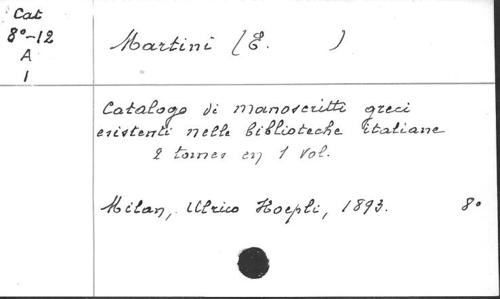 Cat
8°-12
A
1
Martini (E. )
Catalogo di manoscritti greci
esistenti nelle biblioteche italiane
2 tomes en 1 vol.
Milan, Ulrico Hoepli, 1893. 8°